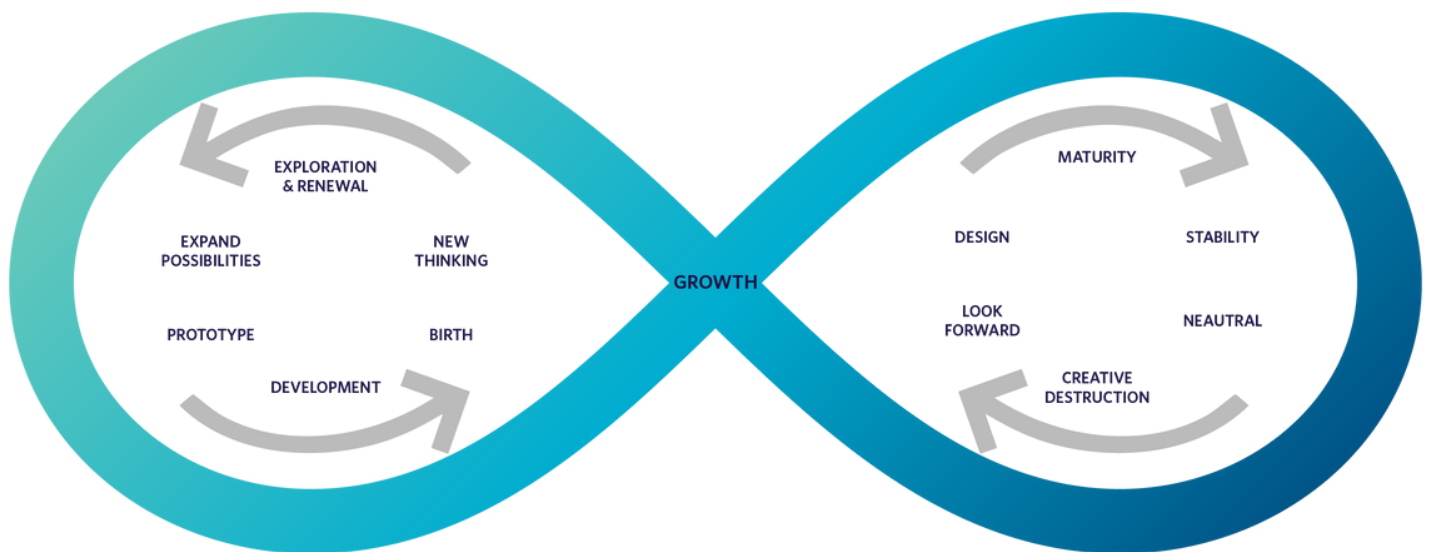 EXPLORATION
& RENEWAL
EXPAND
POSSIBILITIES
NEW
THINKING
PROTOTYPE
BIRTH
DEVELOPMENT
GROWTH
MATURITY
DESIGN
STABILITY
LOOK
FORWARD
NEAUTRAL
CREATIVE
DESTRUCTION